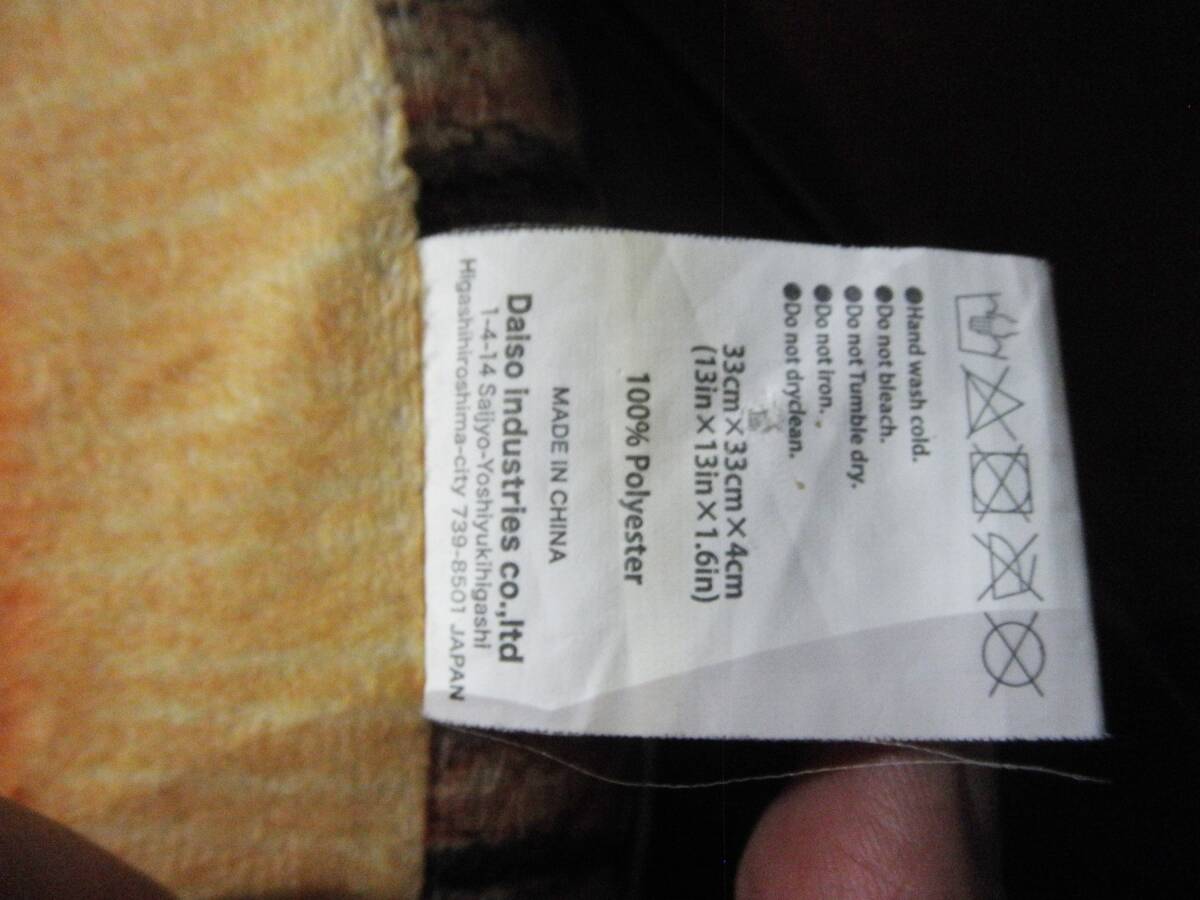 ●Hand wash cold.
●Do not bleach.
●Do not Tumble dry.
●Do not iron.
●Do not dryclean.
33cm×33cm×4cm
(13in×13in×1.6in)
100% Polyester
MADE IN CHINA
Daiso industries co.,ltd
1-4-14 Saijyo-Yoshiyukihigashi
Higashihiroshima-city 739-8501 JAPAN